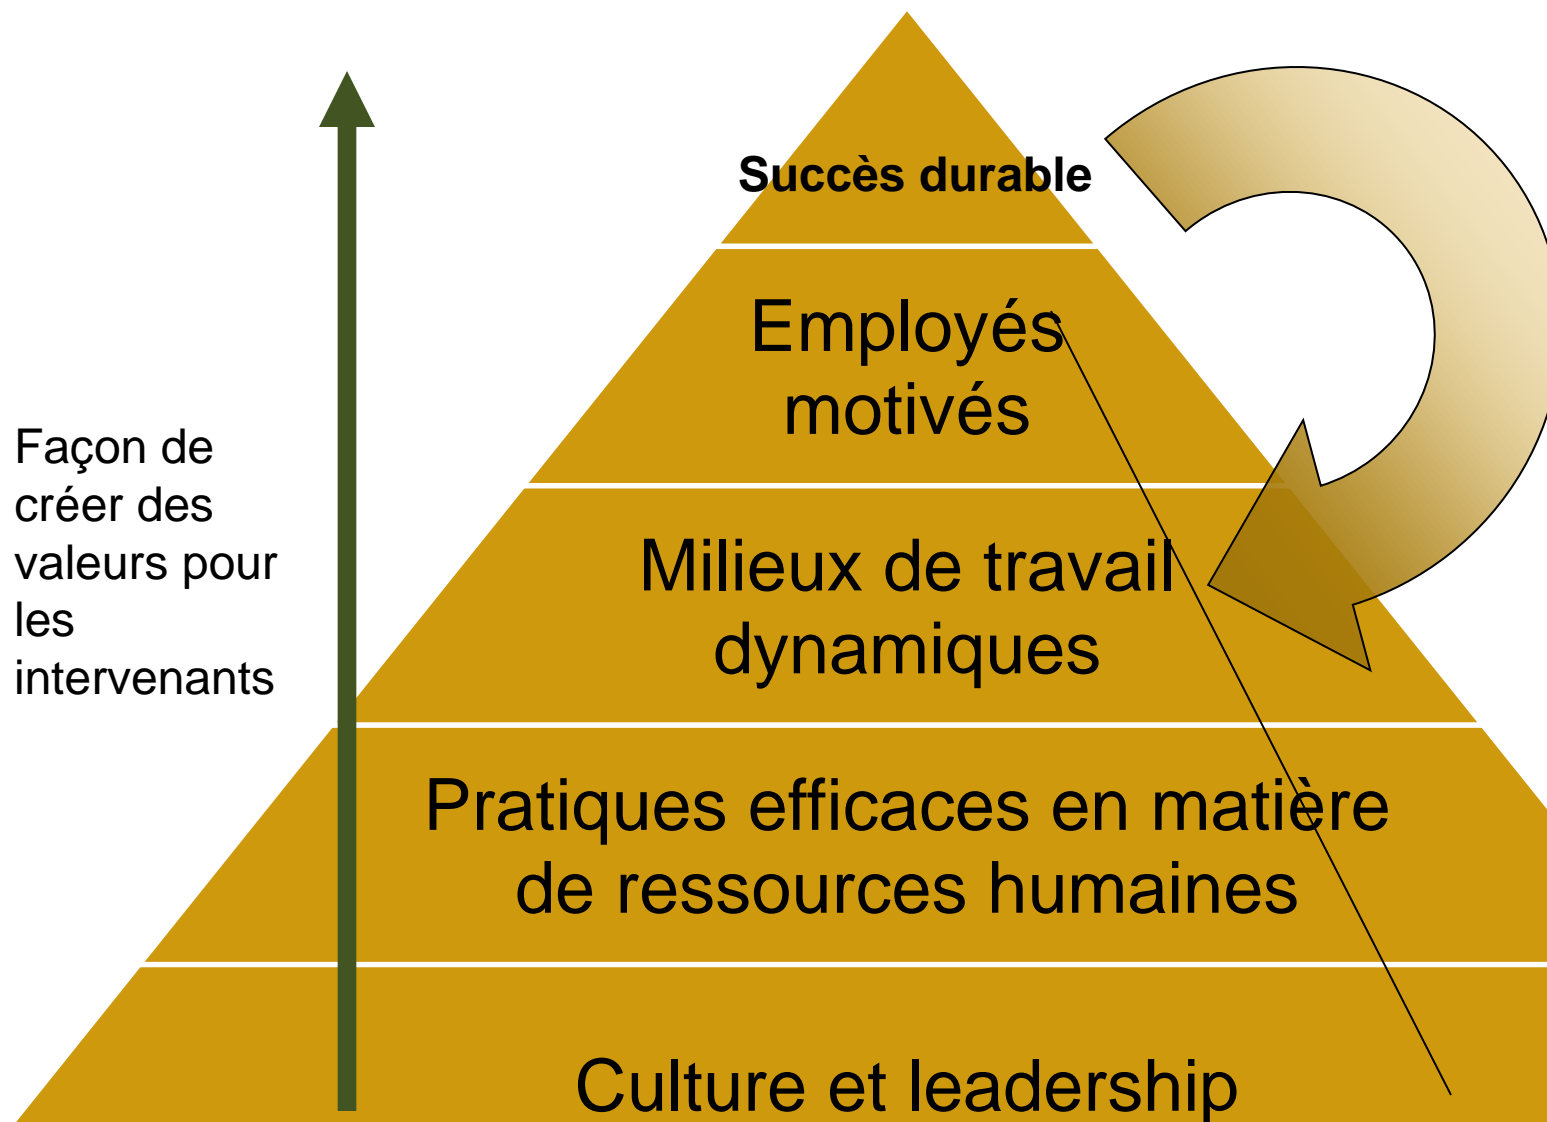 Succès durable
Employés
motivés
Façon de
créer des
valeurs pour
les
intervenants
Milieux de travail
dynamiques
Pratiques efficaces en matière
de ressources humaines
Culture et leadership